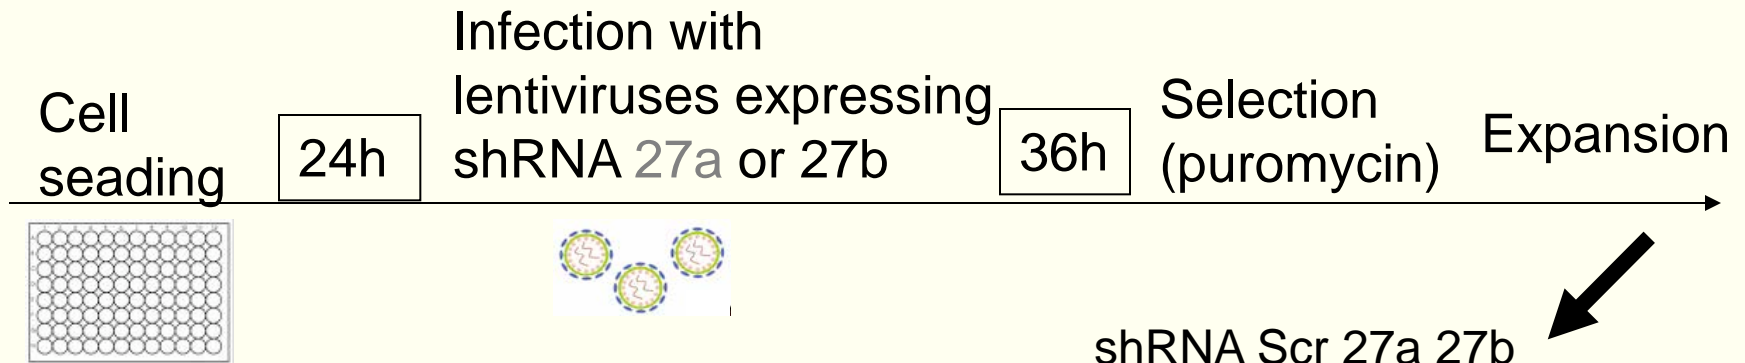 Cell
seading
24h
Infection with
lentiviruses expressing
shRNA 27a or 27b
36h
Selection
(puromycin)
Expansion
shRNA Scr 27a 27b